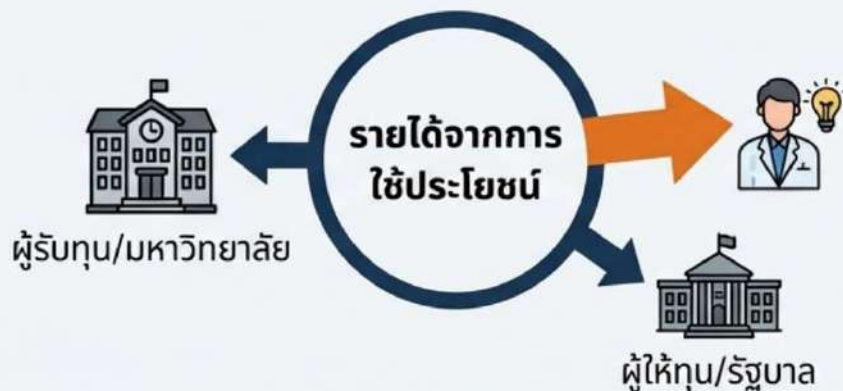 รายได้จากการ
ใช้ประโยชน์
ผู้รับทุน/มหาวิทยาลัย
ผู้ให้ทุน/รัฐบาล